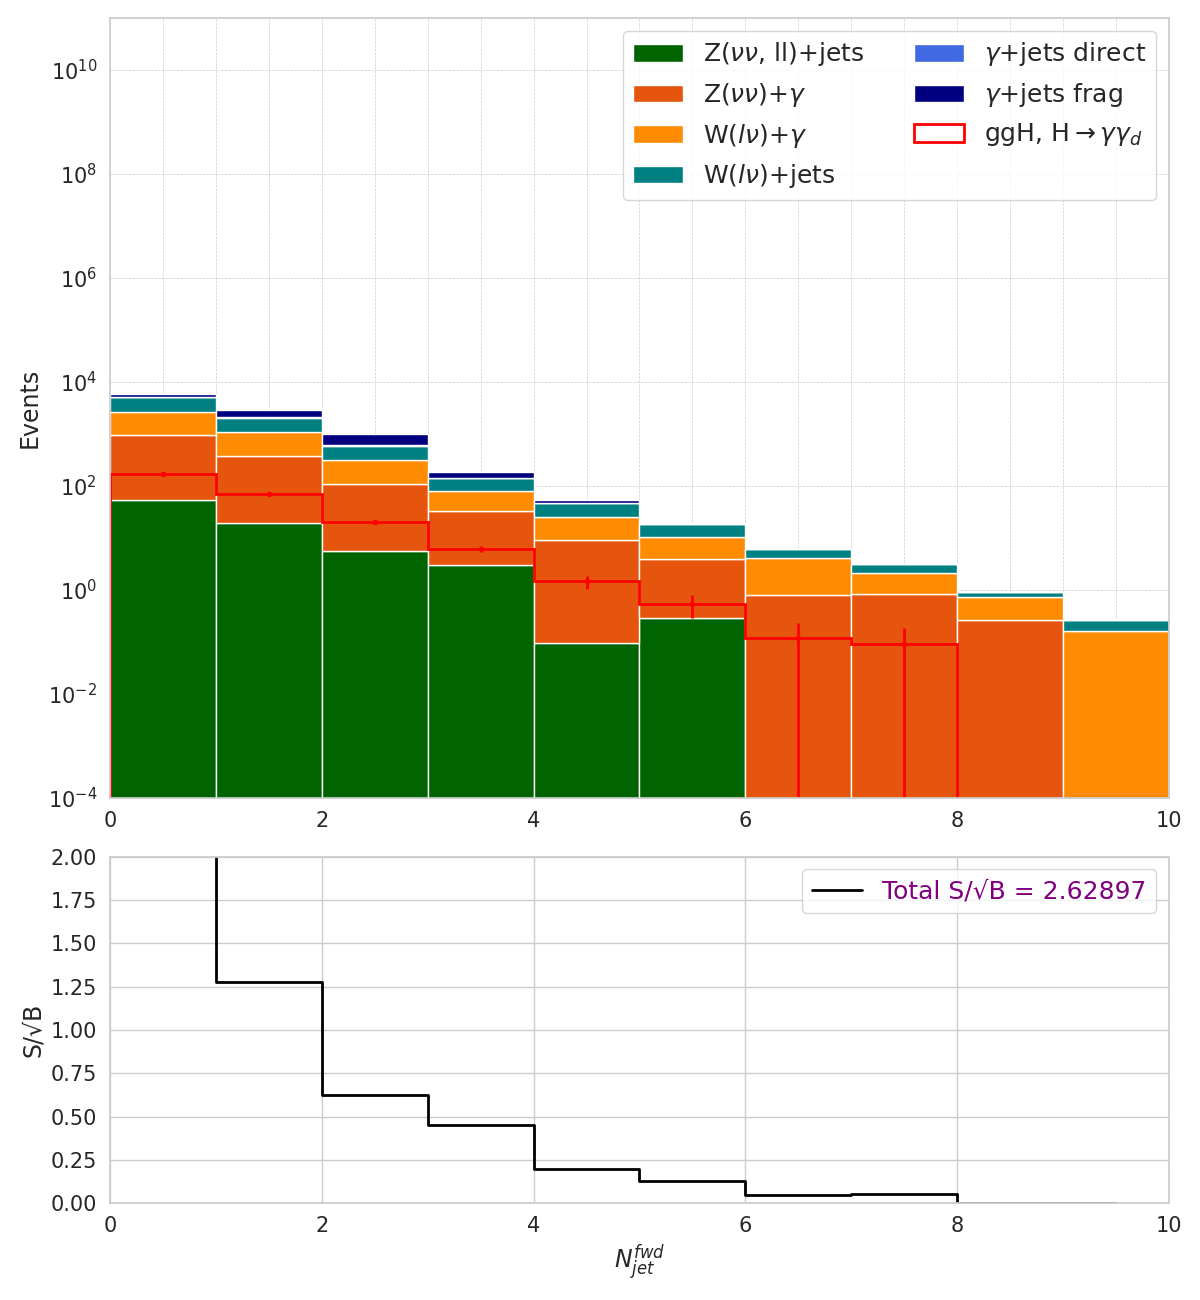 Z(νν, ll)+jets
Z(νν)+γ
W(lν)+γ
W(lν)+jets
γ+jets direct
γ+jets frag
ggH, H→γγ_d
Events
10^10
10^8
10^6
10^4
10^2
10^0
10^−2
10^−4
0 2 4 6 8 10
Total S/√B = 2.62897
S/√B
2.00
1.75
1.50
1.25
1.00
0.75
0.50
0.25
0.00
0 2 4 6 8 10
N_jet^fwd